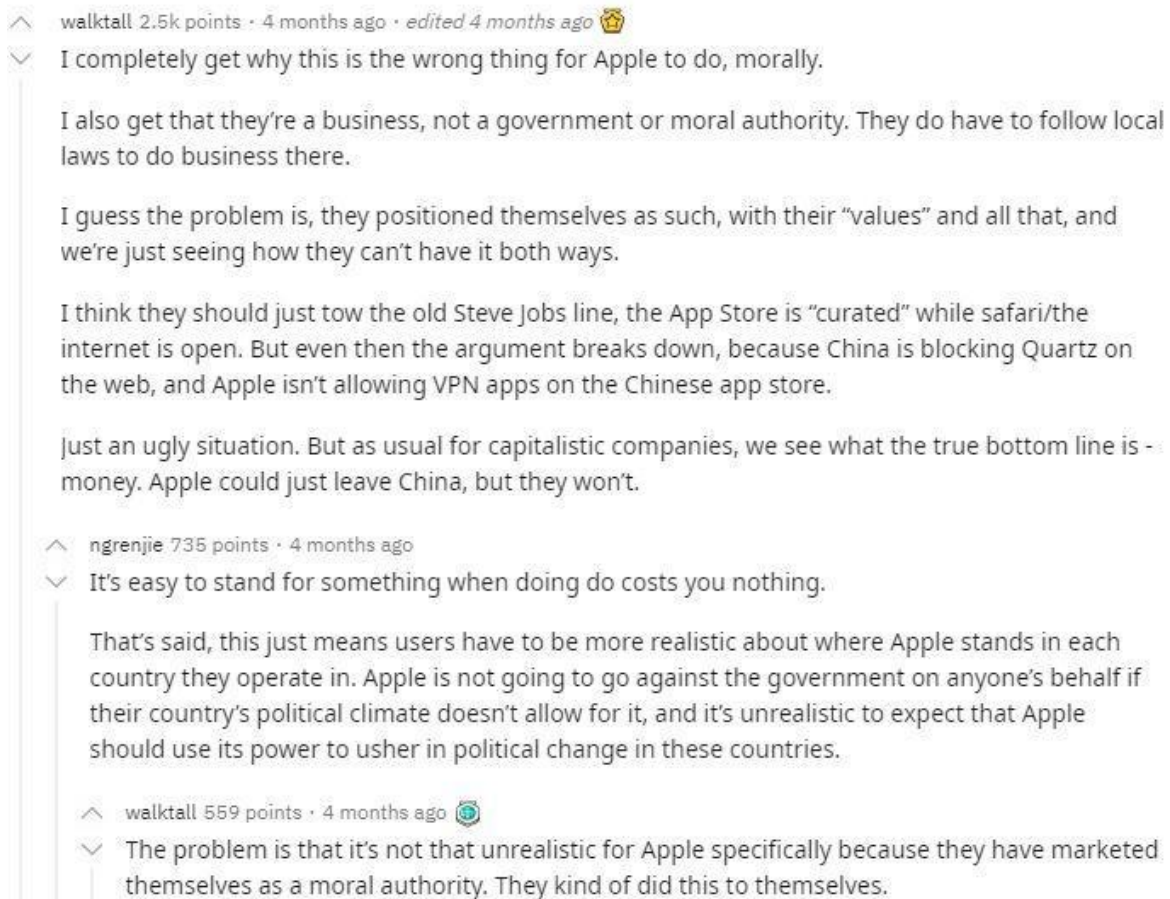 walktall 2.5k points · 4 months ago · edited 4 months ago
I completely get why this is the wrong thing for Apple to do, morally.
I also get that they're a business, not a government or moral authority. They do have to follow local
laws to do business there.
I guess the problem is, they positioned themselves as such, with their “values” and all that, and
we're just seeing how they can't have it both ways.
I think they should just tow the old Steve Jobs line, the App Store is “curated” while safari/the
internet is open. But even then the argument breaks down, because China is blocking Quartz on
the web, and Apple isn't allowing VPN apps on the Chinese app store.
Just an ugly situation. But as usual for capitalistic companies, we see what the true bottom line is -
money. Apple could just leave China, but they won't.
ngrenjie 735 points · 4 months ago
It's easy to stand for something when doing do costs you nothing.
That's said, this just means users have to be more realistic about where Apple stands in each
country they operate in. Apple is not going to go against the government on anyone's behalf if
their country's political climate doesn't allow for it, and it's unrealistic to expect that Apple
should use its power to usher in political change in these countries.
walktall 559 points · 4 months ago
The problem is that it's not that unrealistic for Apple specifically because they have marketed
themselves as a moral authority. They kind of did this to themselves.